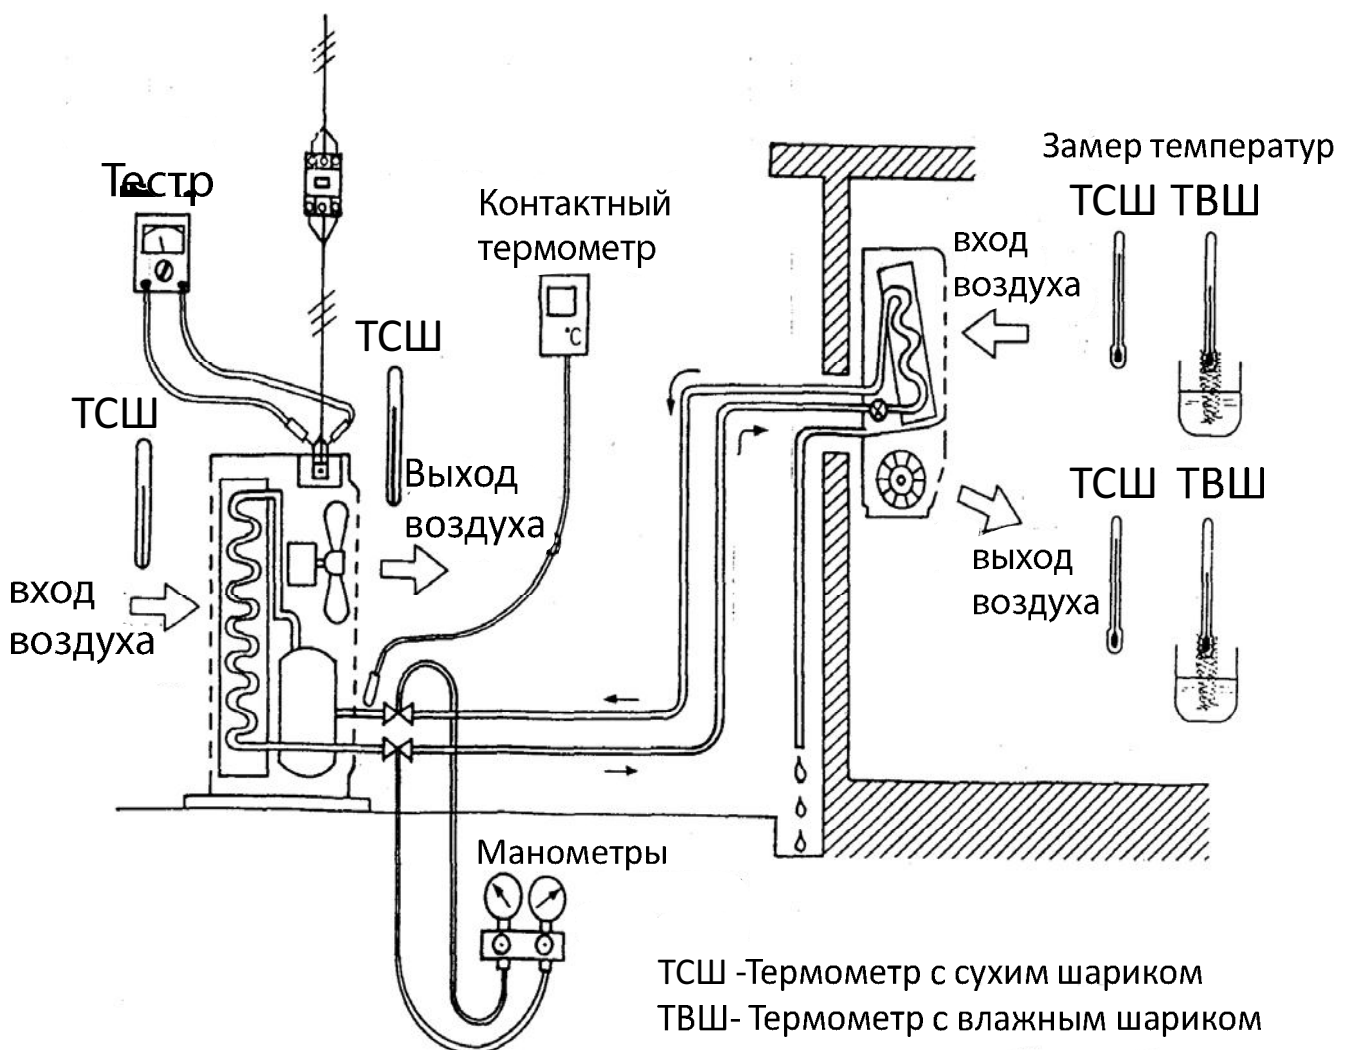 Замер температур
Тестр
ТСШ ТВШ
Контактный
термометр
вход
воздуха
°C
ТСШ
ТСШ
Выход
воздуха
ТСШ ТВШ
выход
воздуха
вход
воздуха
Манометры
ТСШ -Термометр с сухим шариком
ТВШ- Термометр с влажным шариком